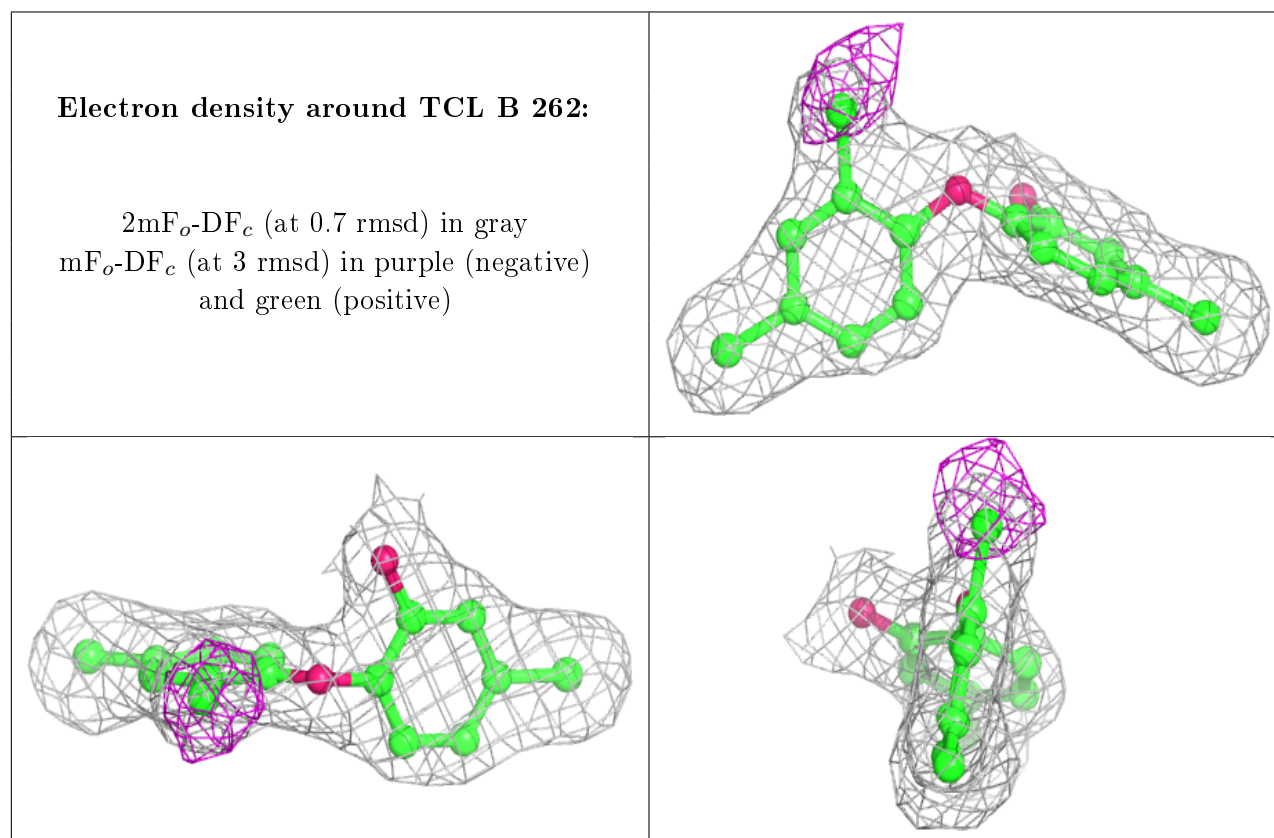 Electron density around TCL B 262:
2mFo-DFc (at 0.7 rmsd) in gray
mFo-DFc (at 3 rmsd) in purple (negative)
and green (positive)